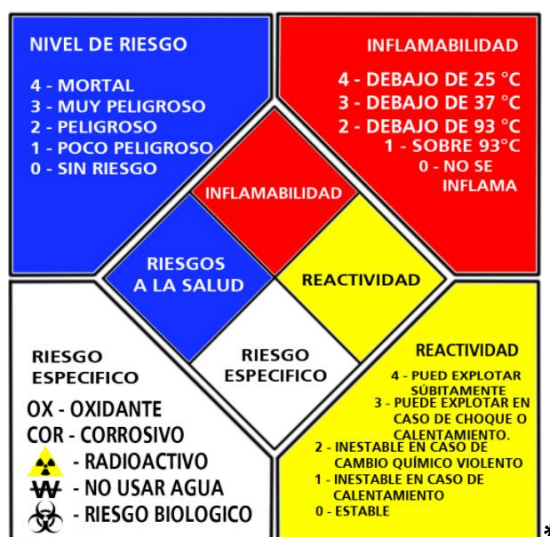 NIVEL DE RIESGO
4 - MORTAL
3 - MUY PELIGROSO
2 - PELIGROSO
1 - POCO PELIGROSO
0 - SIN RIESGO
INFLAMABILIDAD
4 - DEBAJO DE 25 °C
3 - DEBAJO DE 37 °C
2 - DEBAJO DE 93 °C
1 - SOBRE 93°C
0 - NO SE
INFLAMA
INFLAMABILIDAD
RIESGOS
A LA SALUD
REACTIVIDAD
RIESGO
ESPECIFICO
RIESGO
ESPECIFICO
OX - OXIDANTE
COR - CORROSIVO
- RADIOACTIVO
W - NO USAR AGUA
- RIESGO BIOLOGICO
REACTIVIDAD
4 - PUED EXPLOTAR
SÚBITAMENTE
3 - PUEDE EXPLOTAR EN
CASO DE CHOQUE O
CALENTAMIENTO.
2 - INESTABLE EN CASO DE
CAMBIO QUÍMICO VIOLENTO
1 - INESTABLE EN CASO DE
CALENTAMIENTO
0 - ESTABLE
*